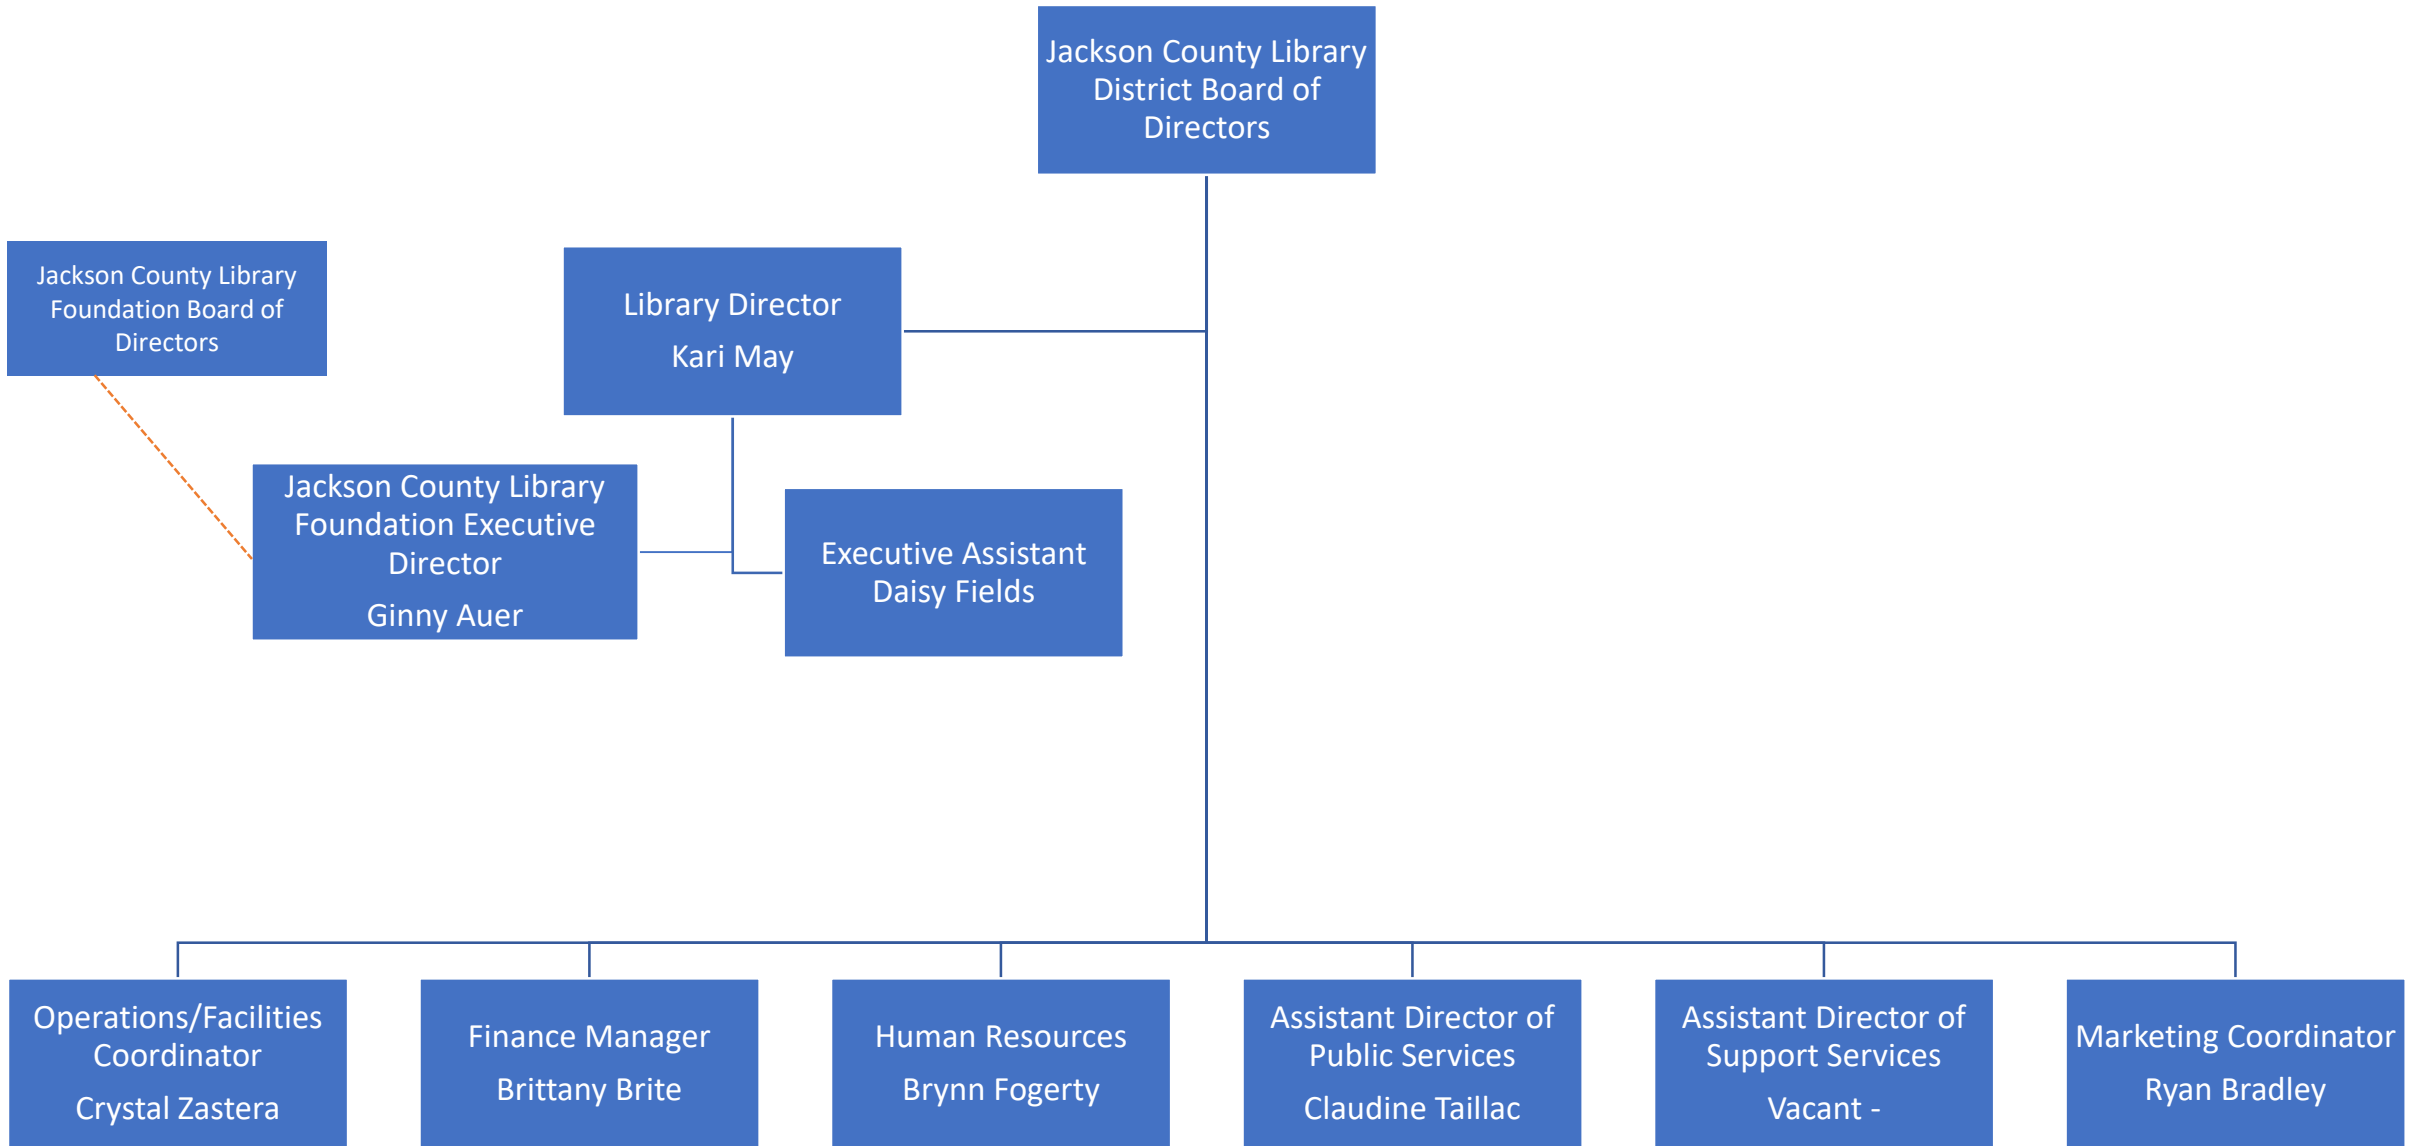 Jackson County Library
District Board of
Directors
Jackson County Library
Foundation Board of
Directors
Library Director
Kari May
Jackson County Library
Foundation Executive
Director
Ginny Auer
Executive Assistant
Daisy Fields
Operations/Facilities
Coordinator
Crystal Zastera
Finance Manager
Brittany Brite
Human Resources
Brynn Fogerty
Assistant Director of
Public Services
Claudine Taillac
Assistant Director of
Support Services
Vacant -
Marketing Coordinator
Ryan Bradley